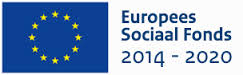 Europees
Sociaal Fonds
2014 - 2020